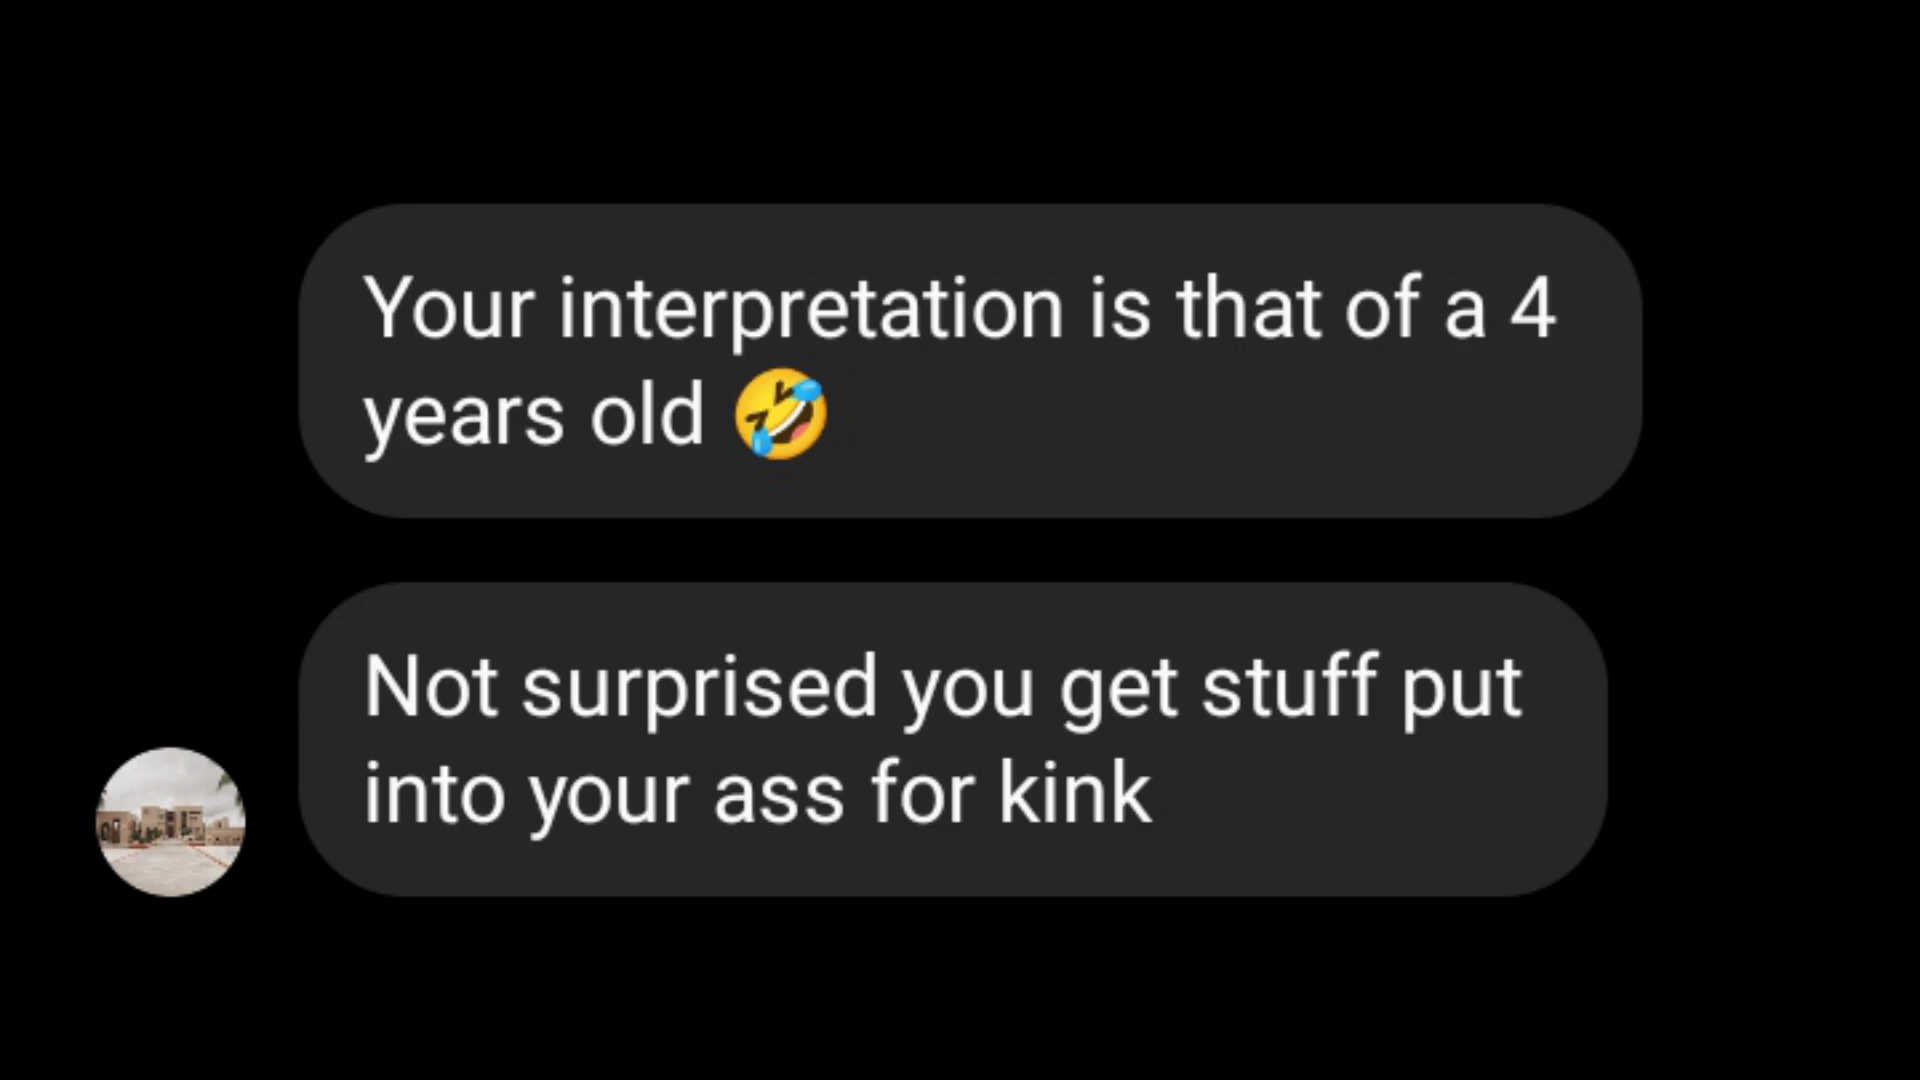 Your interpretation is that of a 4
years old 🤣
Not surprised you get stuff put
into your ass for kink